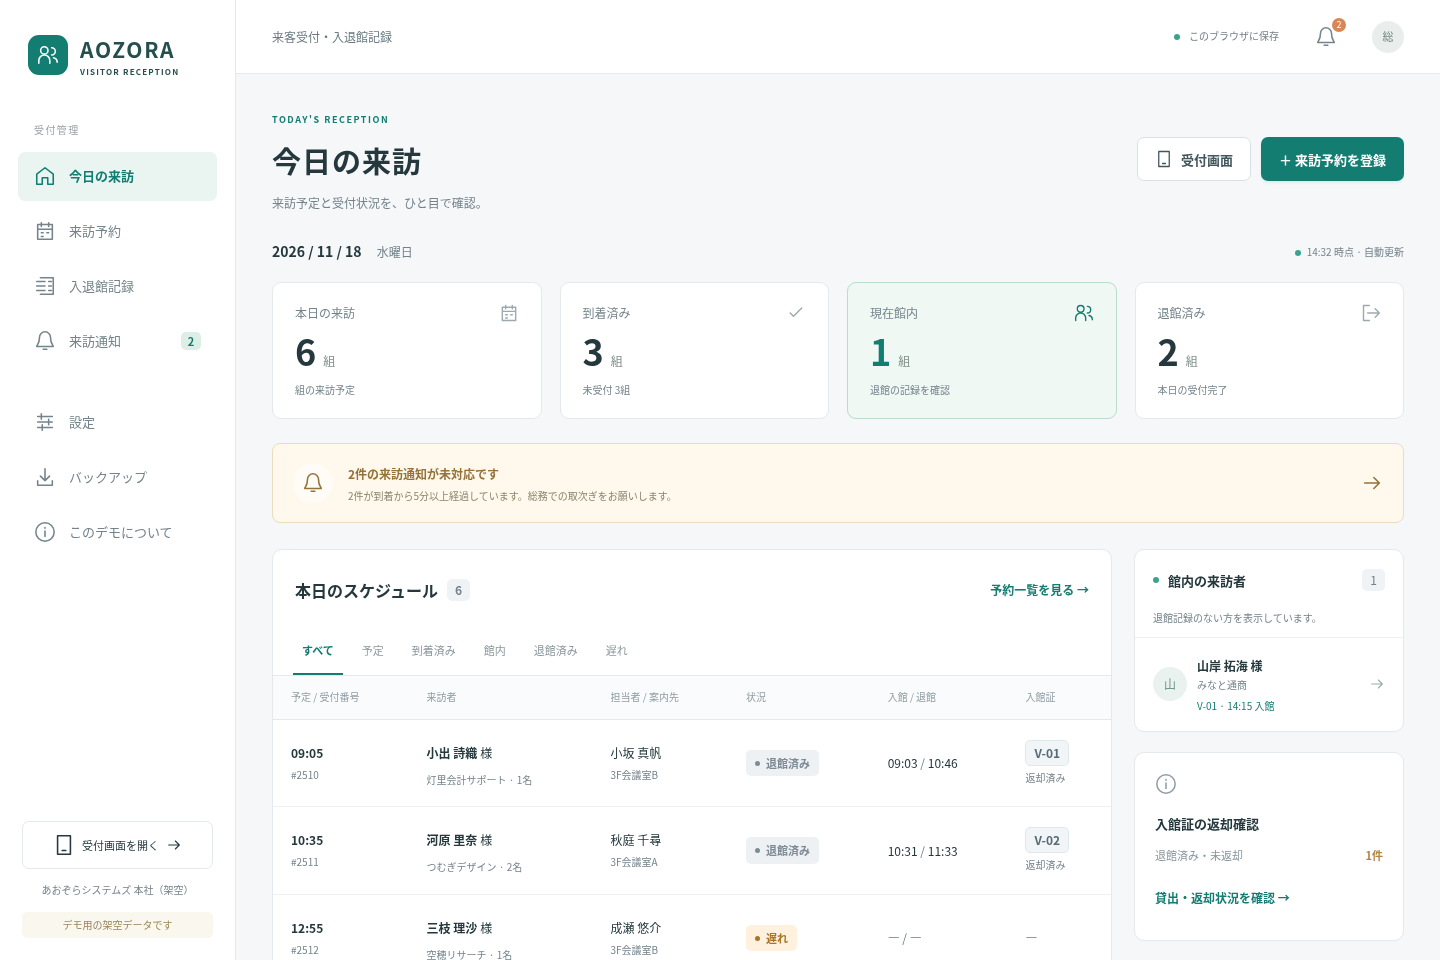 AOZORA
VISITOR RECEPTION
受付管理
今日の来訪
来訪予約
入退館記録
来訪通知 2
設定
バックアップ
このデモについて
受付画面を開く →
あおぞらシステムズ 本社（架空）
デモ用の架空データです
来客受付・入退館記録
このブラウザに保存
2
総
TODAY'S RECEPTION
今日の来訪
来訪予定と受付状況を、ひと目で確認。
受付画面
+ 来訪予約を登録
2026 / 11 / 18 水曜日
14:32 時点・自動更新
本日の来訪
6 組
組の来訪予定
到着済み
3 組
未受付 3組
現在館内
1 組
退館の記録を確認
退館済み
2 組
本日の受付完了
2件の来訪通知が未対応です
2件が到着から5分以上経過しています。総務での取次ぎをお願いします。
本日のスケジュール 6
予約一覧を見る →
すべて 予定 到着済み 館内 退館済み 遅れ
予定 / 受付番号 来訪者 担当者 / 案内先 状況 入館 / 退館 入館証
09:05 小出 詩織 様 小坂 真帆 退館済み 09:03 / 10:46 V-01
#2510 灯里会計サポート・1名 3F会議室B 返却済み
10:35 河原 里奈 様 秋庭 千尋 退館済み 10:31 / 11:33 V-02
#2511 つむぎデザイン・2名 3F会議室A 返却済み
12:55 三枝 理沙 様 成瀬 悠介 遅れ — / — —
#2512 空穂リサーチ・1名 3F会議室B
館内の来訪者 1
退館記録のない方を表示しています。
山
山岸 拓海 様
みなと通商
V-01・14:15 入館
入館証の返却確認
退館済み・未返却 1件
貸出・返却状況を確認 →